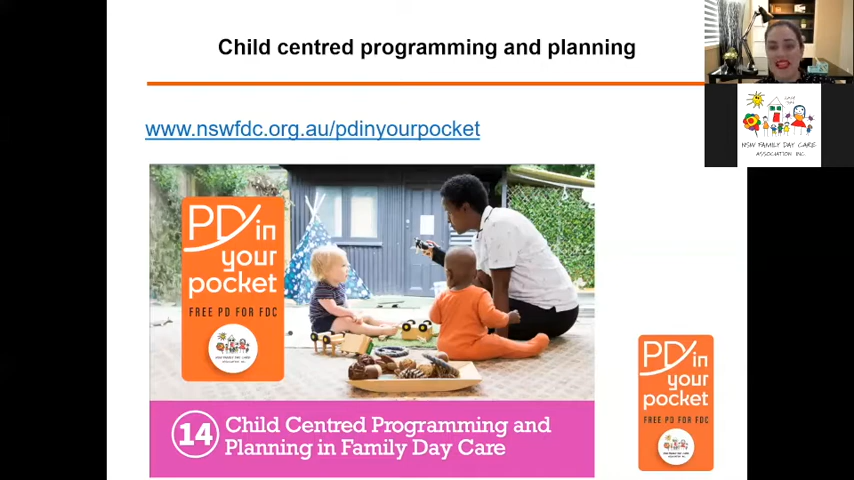 Child centred programming and planning
www.nswfdc.org.au/pdinyourpocket
NSW FAMILY DAY CARE
ASSOCIATION INC.
PD in
your
pocket
FREE PD FOR FDC
14
Child Centred Programming and
Planning in Family Day Care
PD in
your
pocket
FREE PD FOR FDC